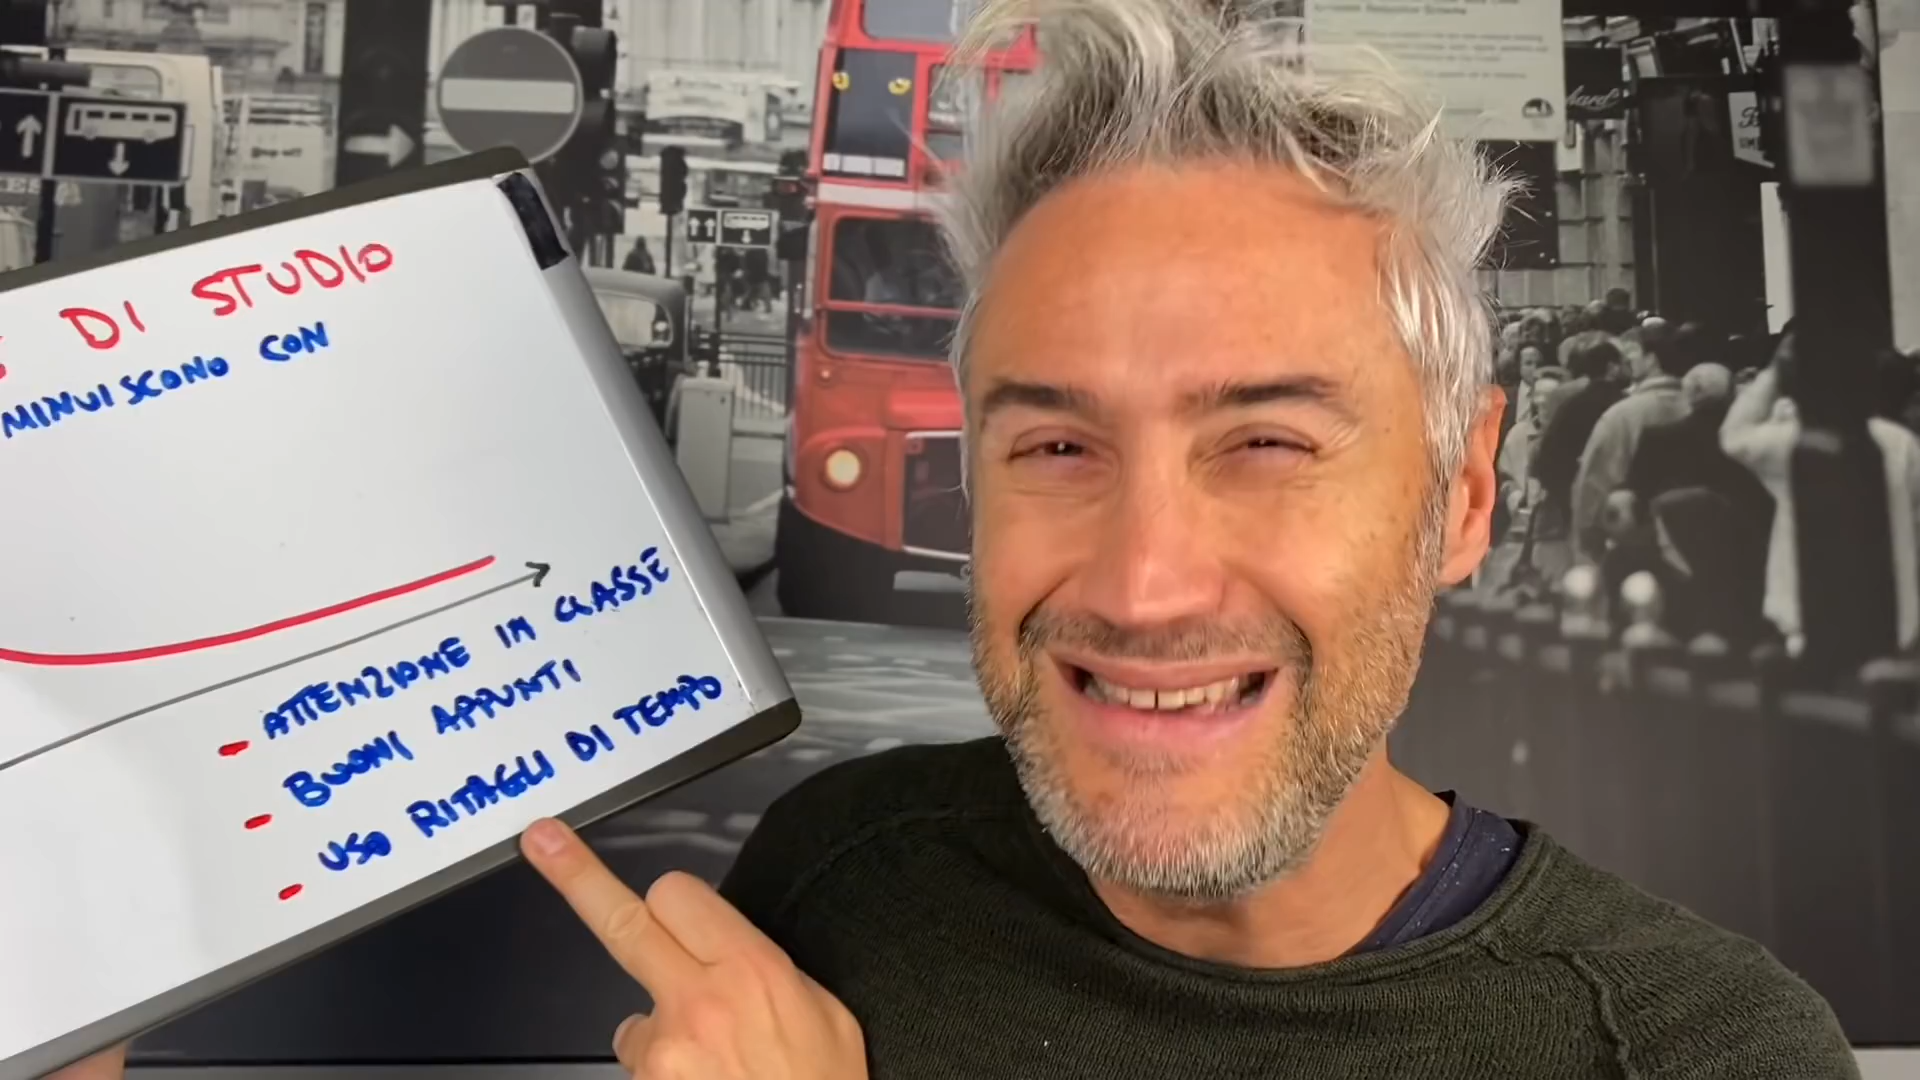 DI STUDIO
MINUISCONO CON
ATTENZIONE IN CLASSE
BUONI APPUNTI
USO RITAGLI DI TEMPO